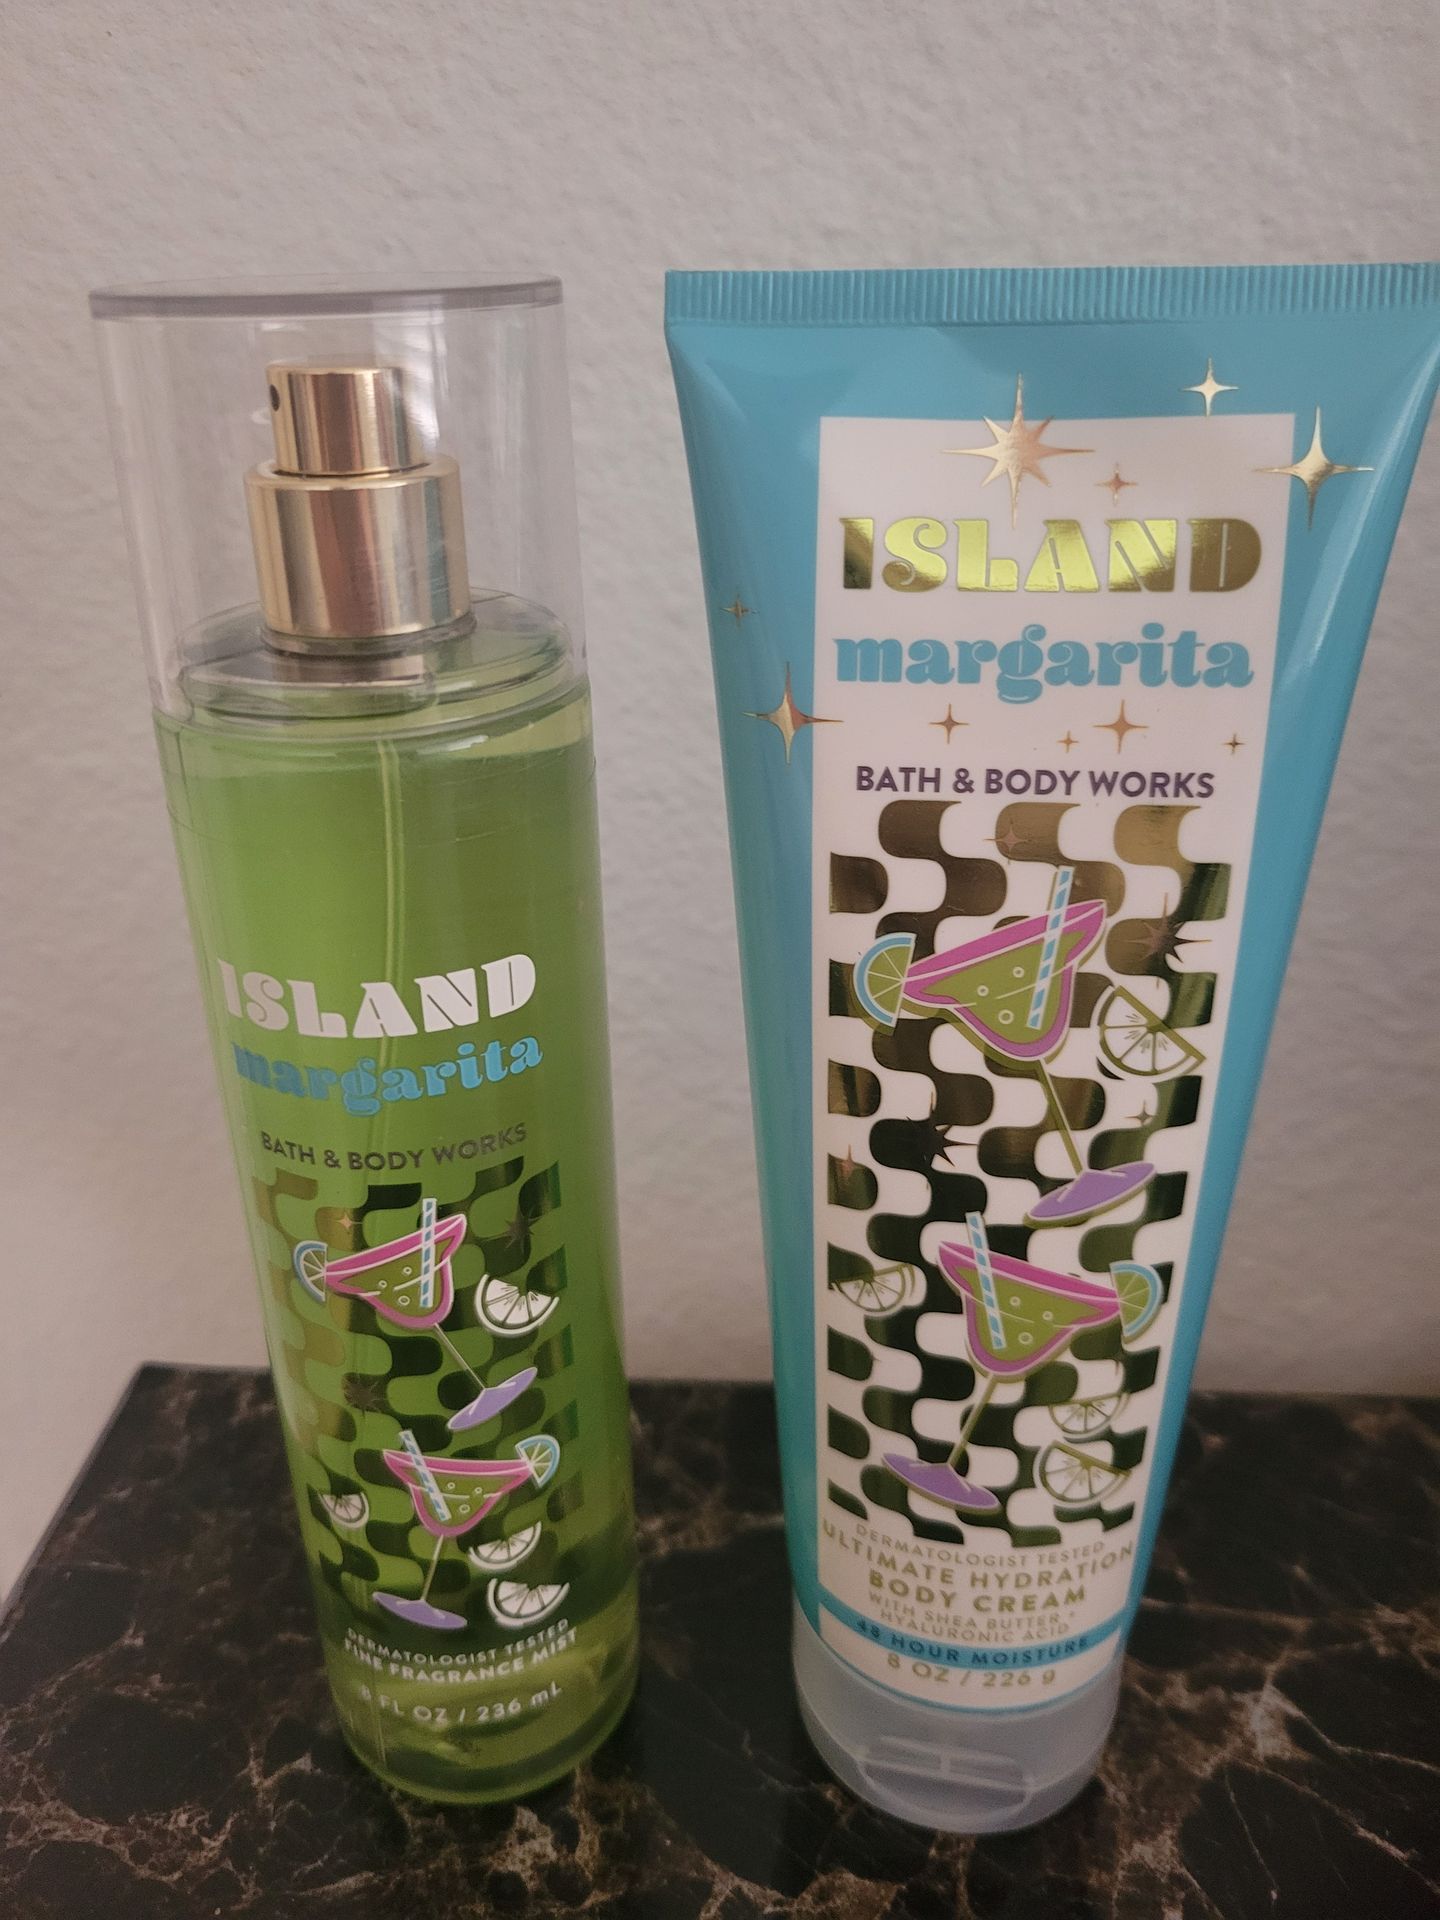 ISLAND
margarita
BATH & BODY WORKS
DERMATOLOGIST TESTED
FINE FRAGRANCE MIST
8 FL OZ / 236 mL
ISLAND
margarita
BATH & BODY WORKS
DERMATOLOGIST TESTED
ULTIMATE HYDRATION
BODY CREAM
WITH SHEA BUTTER +
HYALURONIC ACID
48 HOUR MOISTURE
8 OZ / 226 g